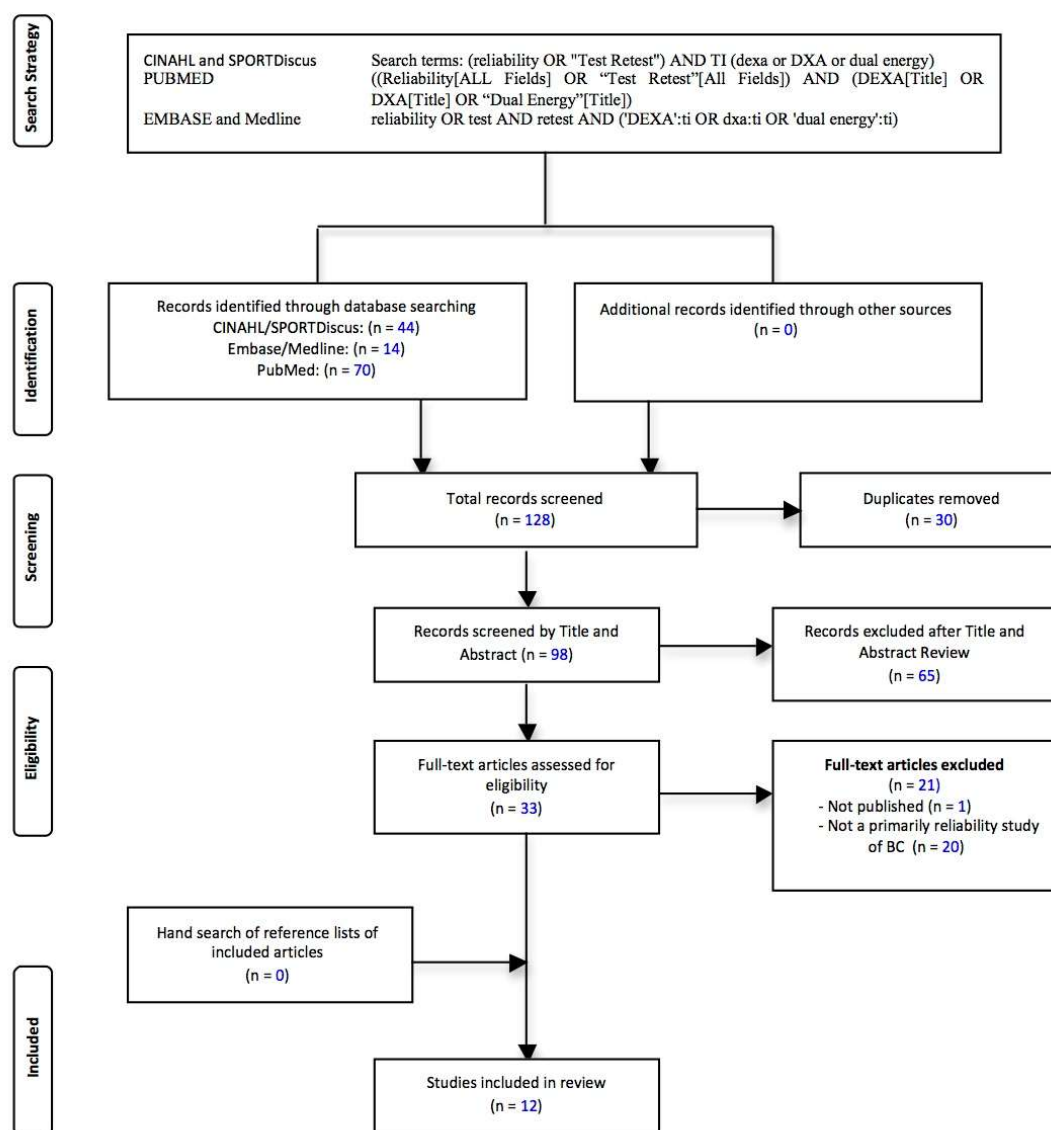 Search Strategy
CINAHL and SPORTDiscus Search terms: (reliability OR "Test Retest") AND TI (dexa or DXA or dual energy)
PUBMED ((Reliability[ALL Fields] OR “Test Retest”[All Fields]) AND (DEXA[Title] OR
DXA[Title] OR “Dual Energy”[Title])
EMBASE and Medline reliability OR test AND retest AND ('DEXA':ti OR dxa:ti OR 'dual energy':ti)
Identification
Records identified through database searching
CINAHL/SPORTDiscus: (n = 44)
Embase/Medline: (n = 14)
PubMed: (n = 70)
Additional records identified through other sources
(n = 0)
Screening
Total records screened
(n = 128)
Duplicates removed
(n = 30)
Records screened by Title and
Abstract (n = 98)
Records excluded after Title and
Abstract Review
(n = 65)
Eligibility
Full-text articles assessed for
eligibility
(n = 33)
Full-text articles excluded
(n = 21)
- Not published (n = 1)
- Not a primarily reliability study
of BC (n = 20)
Hand search of reference lists of
included articles
(n = 0)
Included
Studies included in review
(n = 12)